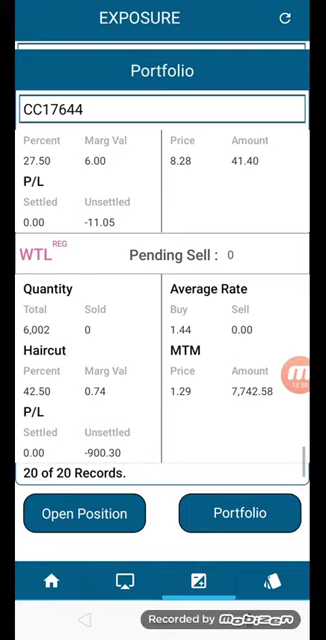 EXPOSURE
Portfolio
CC17644
Percent Marg Val Price Amount
27.50 6.00 8.28 41.40
P/L
Settled Unsettled
0.00 -11.05
WTL REG Pending Sell : 0
Quantity Average Rate
Total Sold Buy Sell
6,002 0 1.44 0.00
Haircut MTM
Percent Marg Val Price Amount
42.50 0.74 1.29 7,742.58
P/L
Settled Unsettled
0.00 -900.30
20 of 20 Records.
Open Position Portfolio
Recorded by mobizen